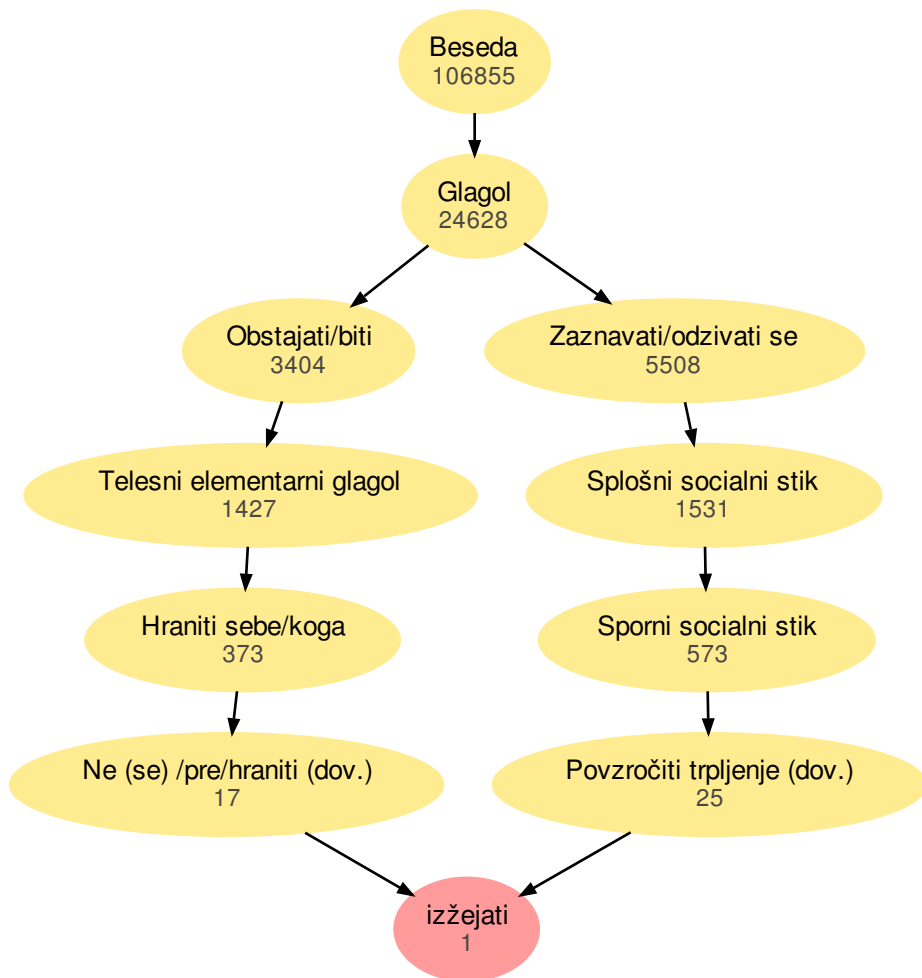 Beseda
106855
Glagol
24628
Obstajati/biti
3404
Zaznavati/odzivati se
5508
Telesni elementarni glagol
1427
Splošni socialni stik
1531
Hraniti sebe/koga
373
Sporni socialni stik
573
Ne (se) /pre/hraniti (dov.)
17
Povzročiti trpljenje (dov.)
25
izžejati
1